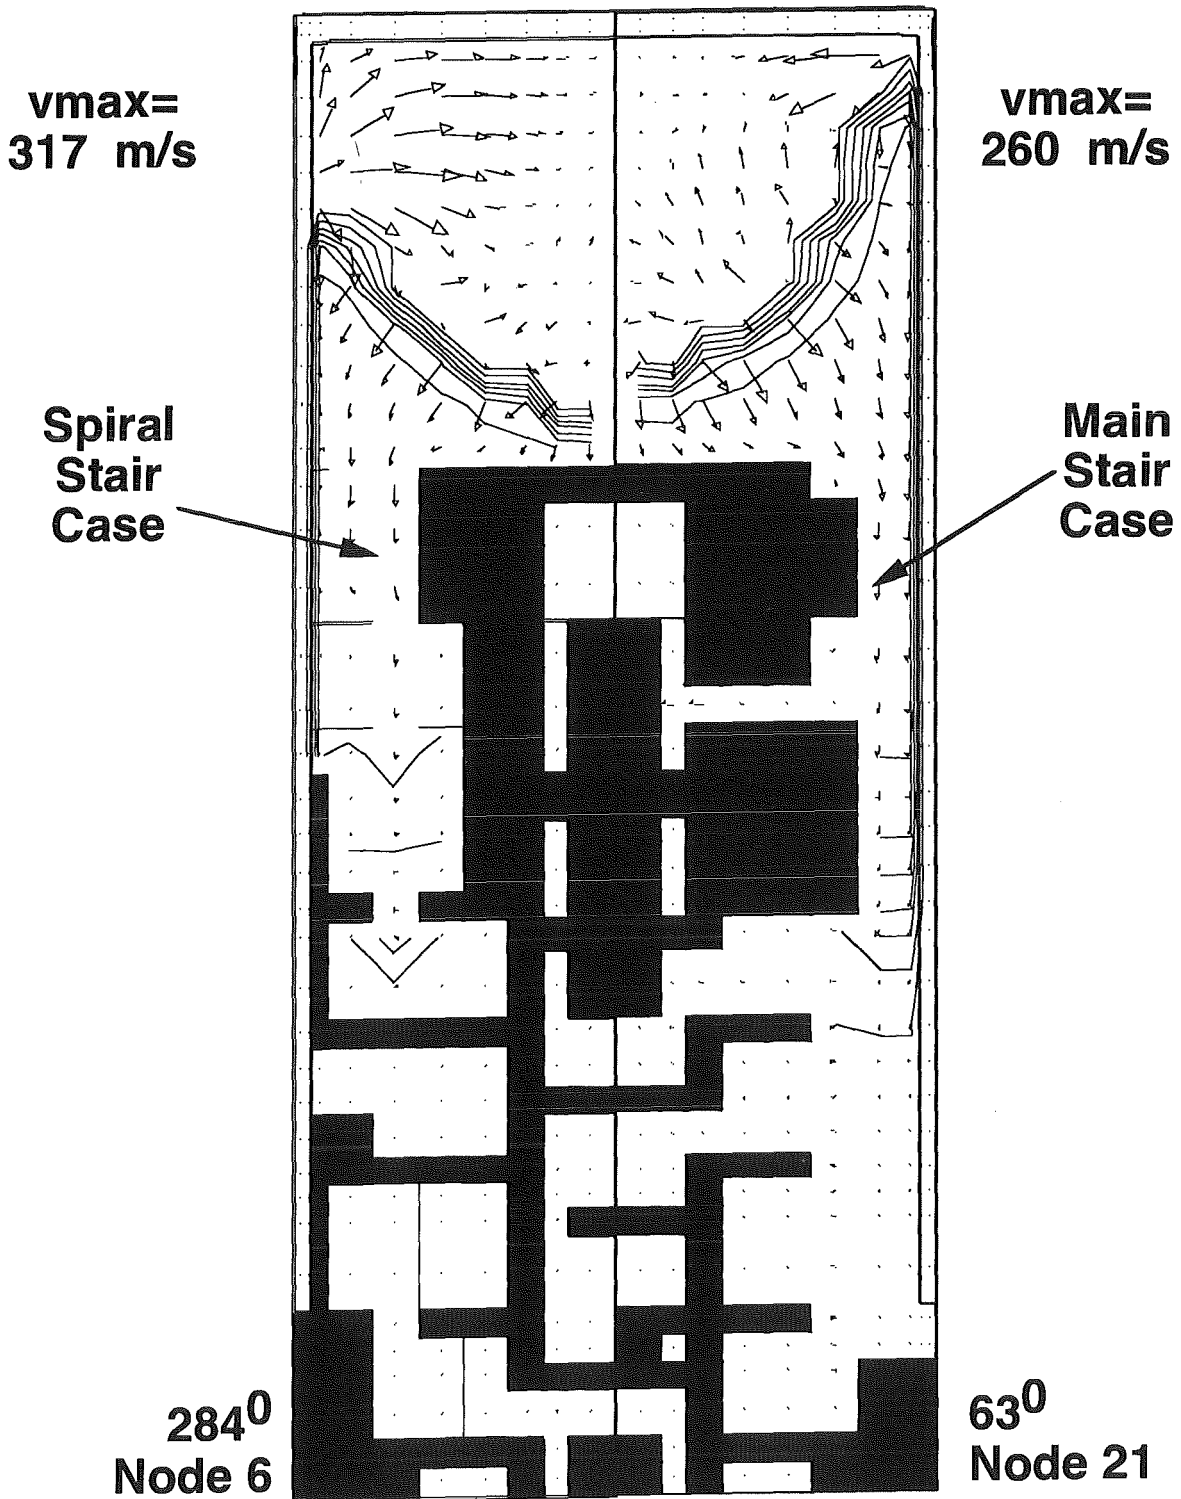 vmax=
317 m/s
vmax=
260 m/s
Spiral
Stair
Case
Main
Stair
Case
284⁰
Node 6
63⁰
Node 21